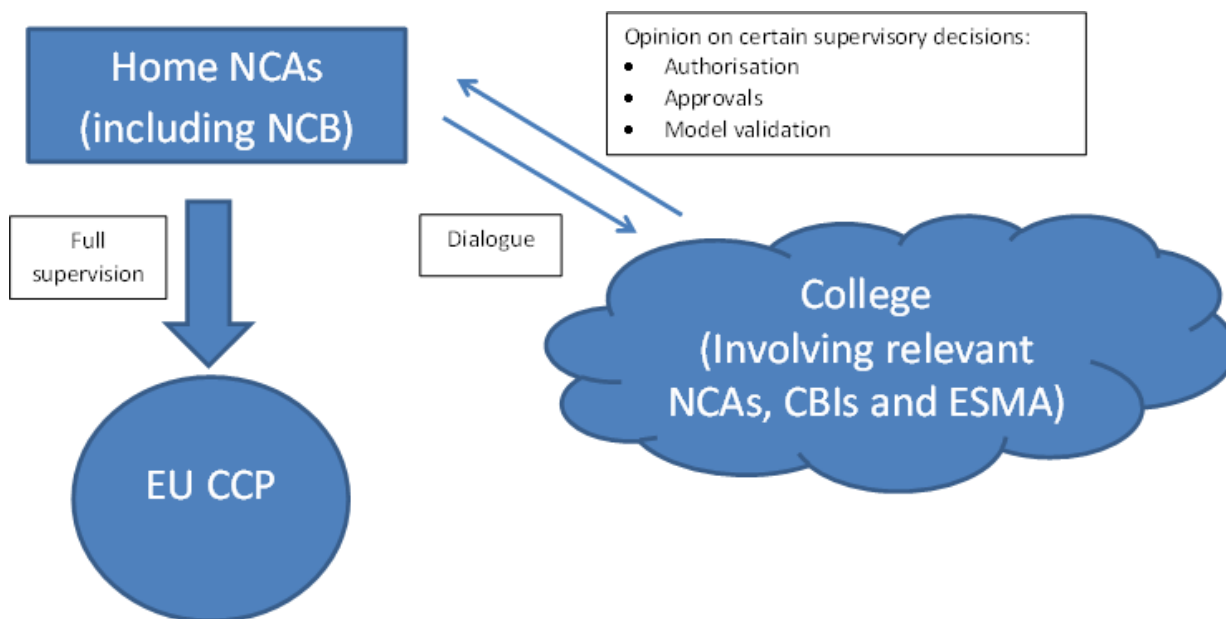 Home NCAs
(including NCB)
Opinion on certain supervisory decisions:
• Authorisation
• Approvals
• Model validation
Full
supervision
Dialogue
College
(Involving relevant
NCAs, CBIs and ESMA)
EU CCP